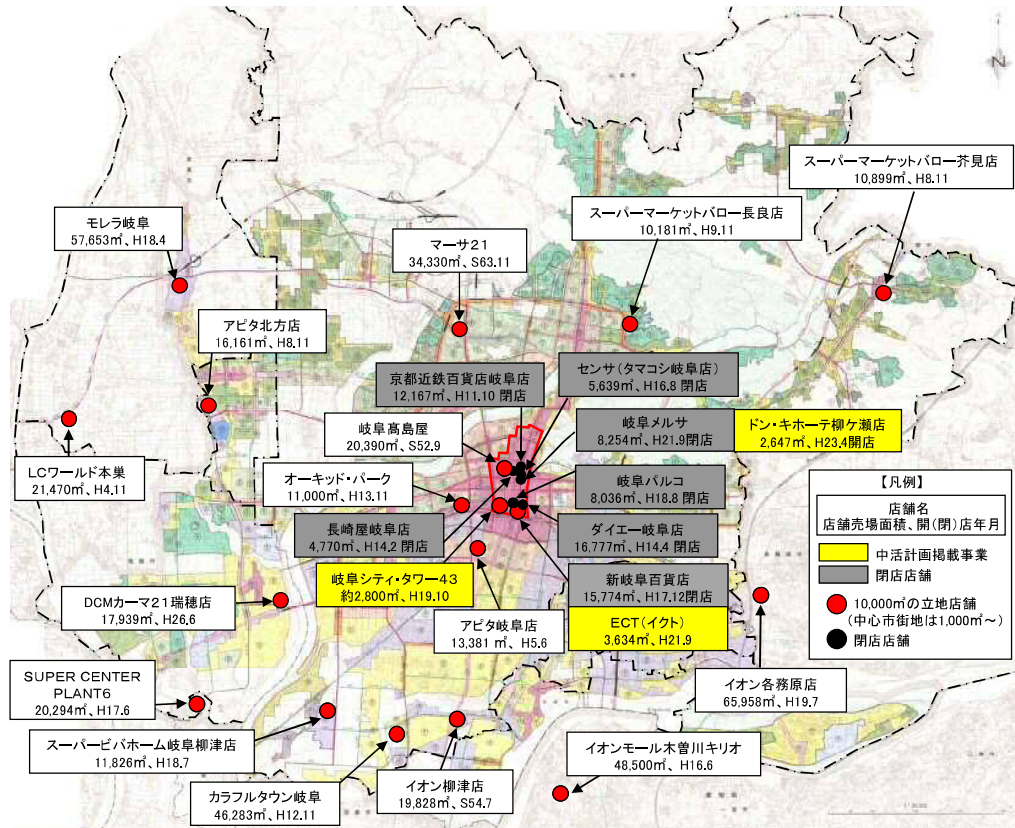 スーパーマーケットバロー芥見店
10,899㎡、H8.11
スーパーマーケットバロー長良店
10,181㎡、H9.11
モレラ岐阜
57,653㎡、H18.4
マーサ21
34,330㎡、S63.11
アピタ北方店
16,161㎡、H8.11
京都近鉄百貨店岐阜店
12,167㎡、H11.10 閉店
センサ(タマコシ岐阜店)
5,639㎡、H16.8 閉店
岐阜髙島屋
20,390㎡、S52.9
岐阜メルサ
8,254㎡、H21.9閉店
ドン・キホーテ柳ケ瀬店
2,647㎡、H23.4開店
LCワールド本巣
21,470㎡、H4.11
オーキッド・パーク
11,000㎡、H13.11
岐阜パルコ
8,036㎡、H18.8 閉店
長崎屋岐阜店
4,770㎡、H14.2 閉店
ダイエー岐阜店
16,777㎡、H14.4 閉店
岐阜シティ・タワー43
約2,800㎡、H19.10
新岐阜百貨店
15,774㎡、H17.12閉店
ECT(イクト)
3,634㎡、H21.9
DCMカーマ21瑞穂店
17,939㎡、H26.6
アピタ岐阜店
13,381 ㎡、H5.6
【凡例】
店舗名
店舗売場面積、開(閉)店年月
中活計画掲載事業
閉店店舗
10,000㎡の立地店舗
(中心市街地は1,000㎡~)
閉店店舗
SUPER CENTER
PLANT6
20,294㎡、H17.6
イオン各務原店
65,958㎡、H19.7
スーパービバホーム岐阜柳津店
11,826㎡、H18.7
イオンモール木曽川キリオ
48,500㎡、H16.6
カラフルタウン岐阜
46,283㎡、H12.11
イオン柳津店
19,828㎡、S54.7